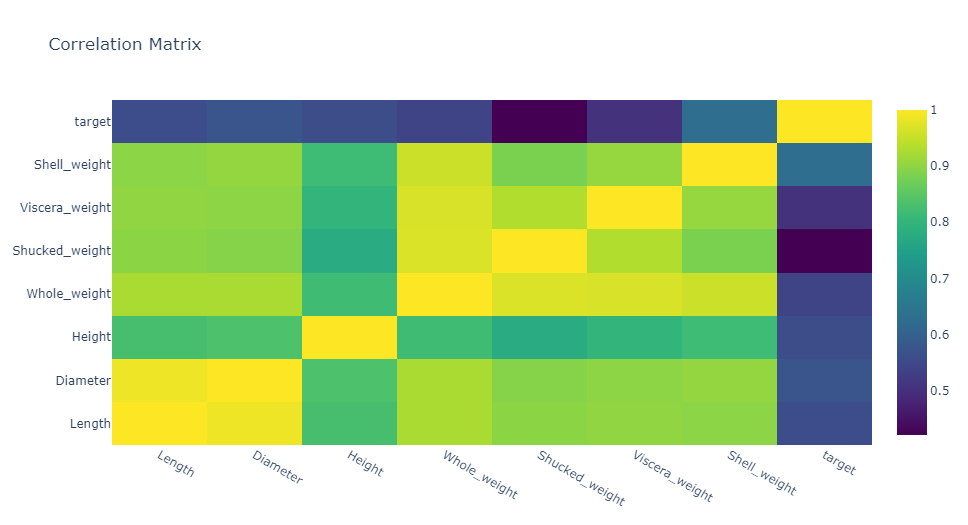 Correlation Matrix
target
Shell_weight
Viscera_weight
Shucked_weight
Whole_weight
Height
Diameter
Length
Length
Diameter
Height
Whole_weight
Shucked_weight
Viscera_weight
Shell_weight
target
1
0.9
0.8
0.7
0.6
0.5